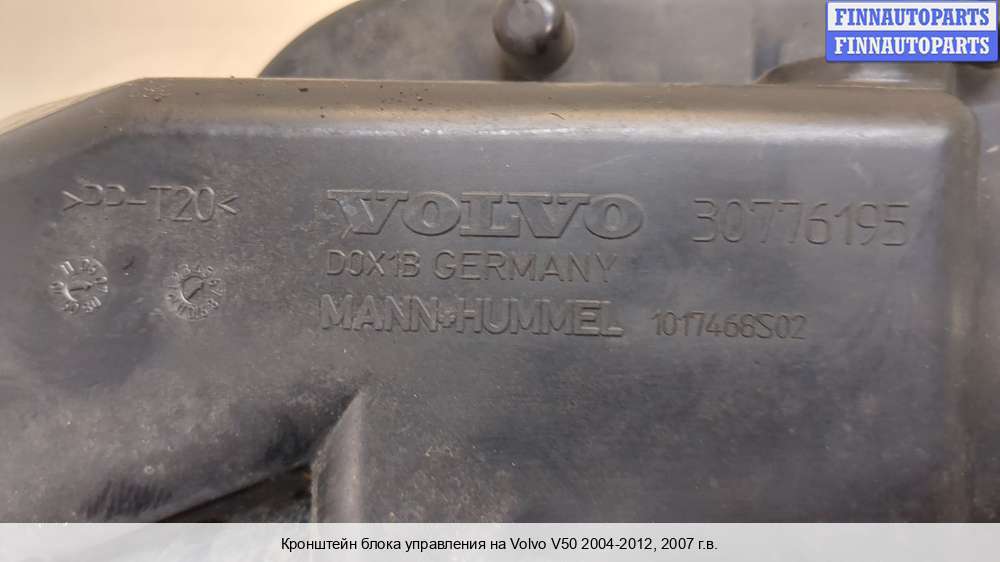 FINNAUTOPARTS
FINNAUTOPARTS
>PP-T20<
VOLVO 30776195
D0X1B GERMANY
MANN+HUMMEL 1017468S02
Кронштейн блока управления на Volvo V50 2004-2012, 2007 г.в.